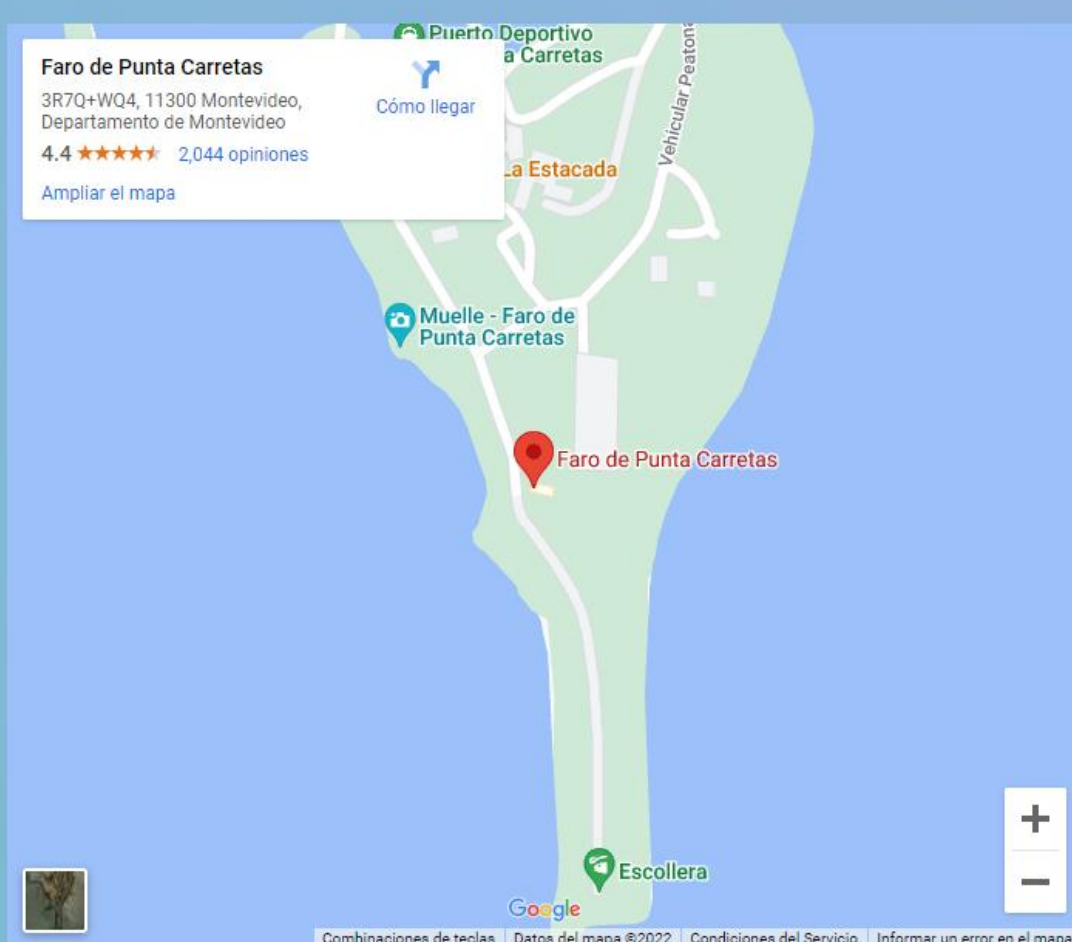 Puerto Deportivo
a Carretas
Faro de Punta Carretas
3R7Q+WQ4, 11300 Montevideo,
Departamento de Montevideo
4.4
2,044 opiniones
Ampliar el mapa
Cómo llegar
Vehicular Peatona
La Estacada
Muelle - Faro de
Punta Carretas
Faro de Punta Carretas
Escollera
Google
Combinaciones de teclas
Datos del mapa ©2022
Condiciones del Servicio
Informar un error en el mapa